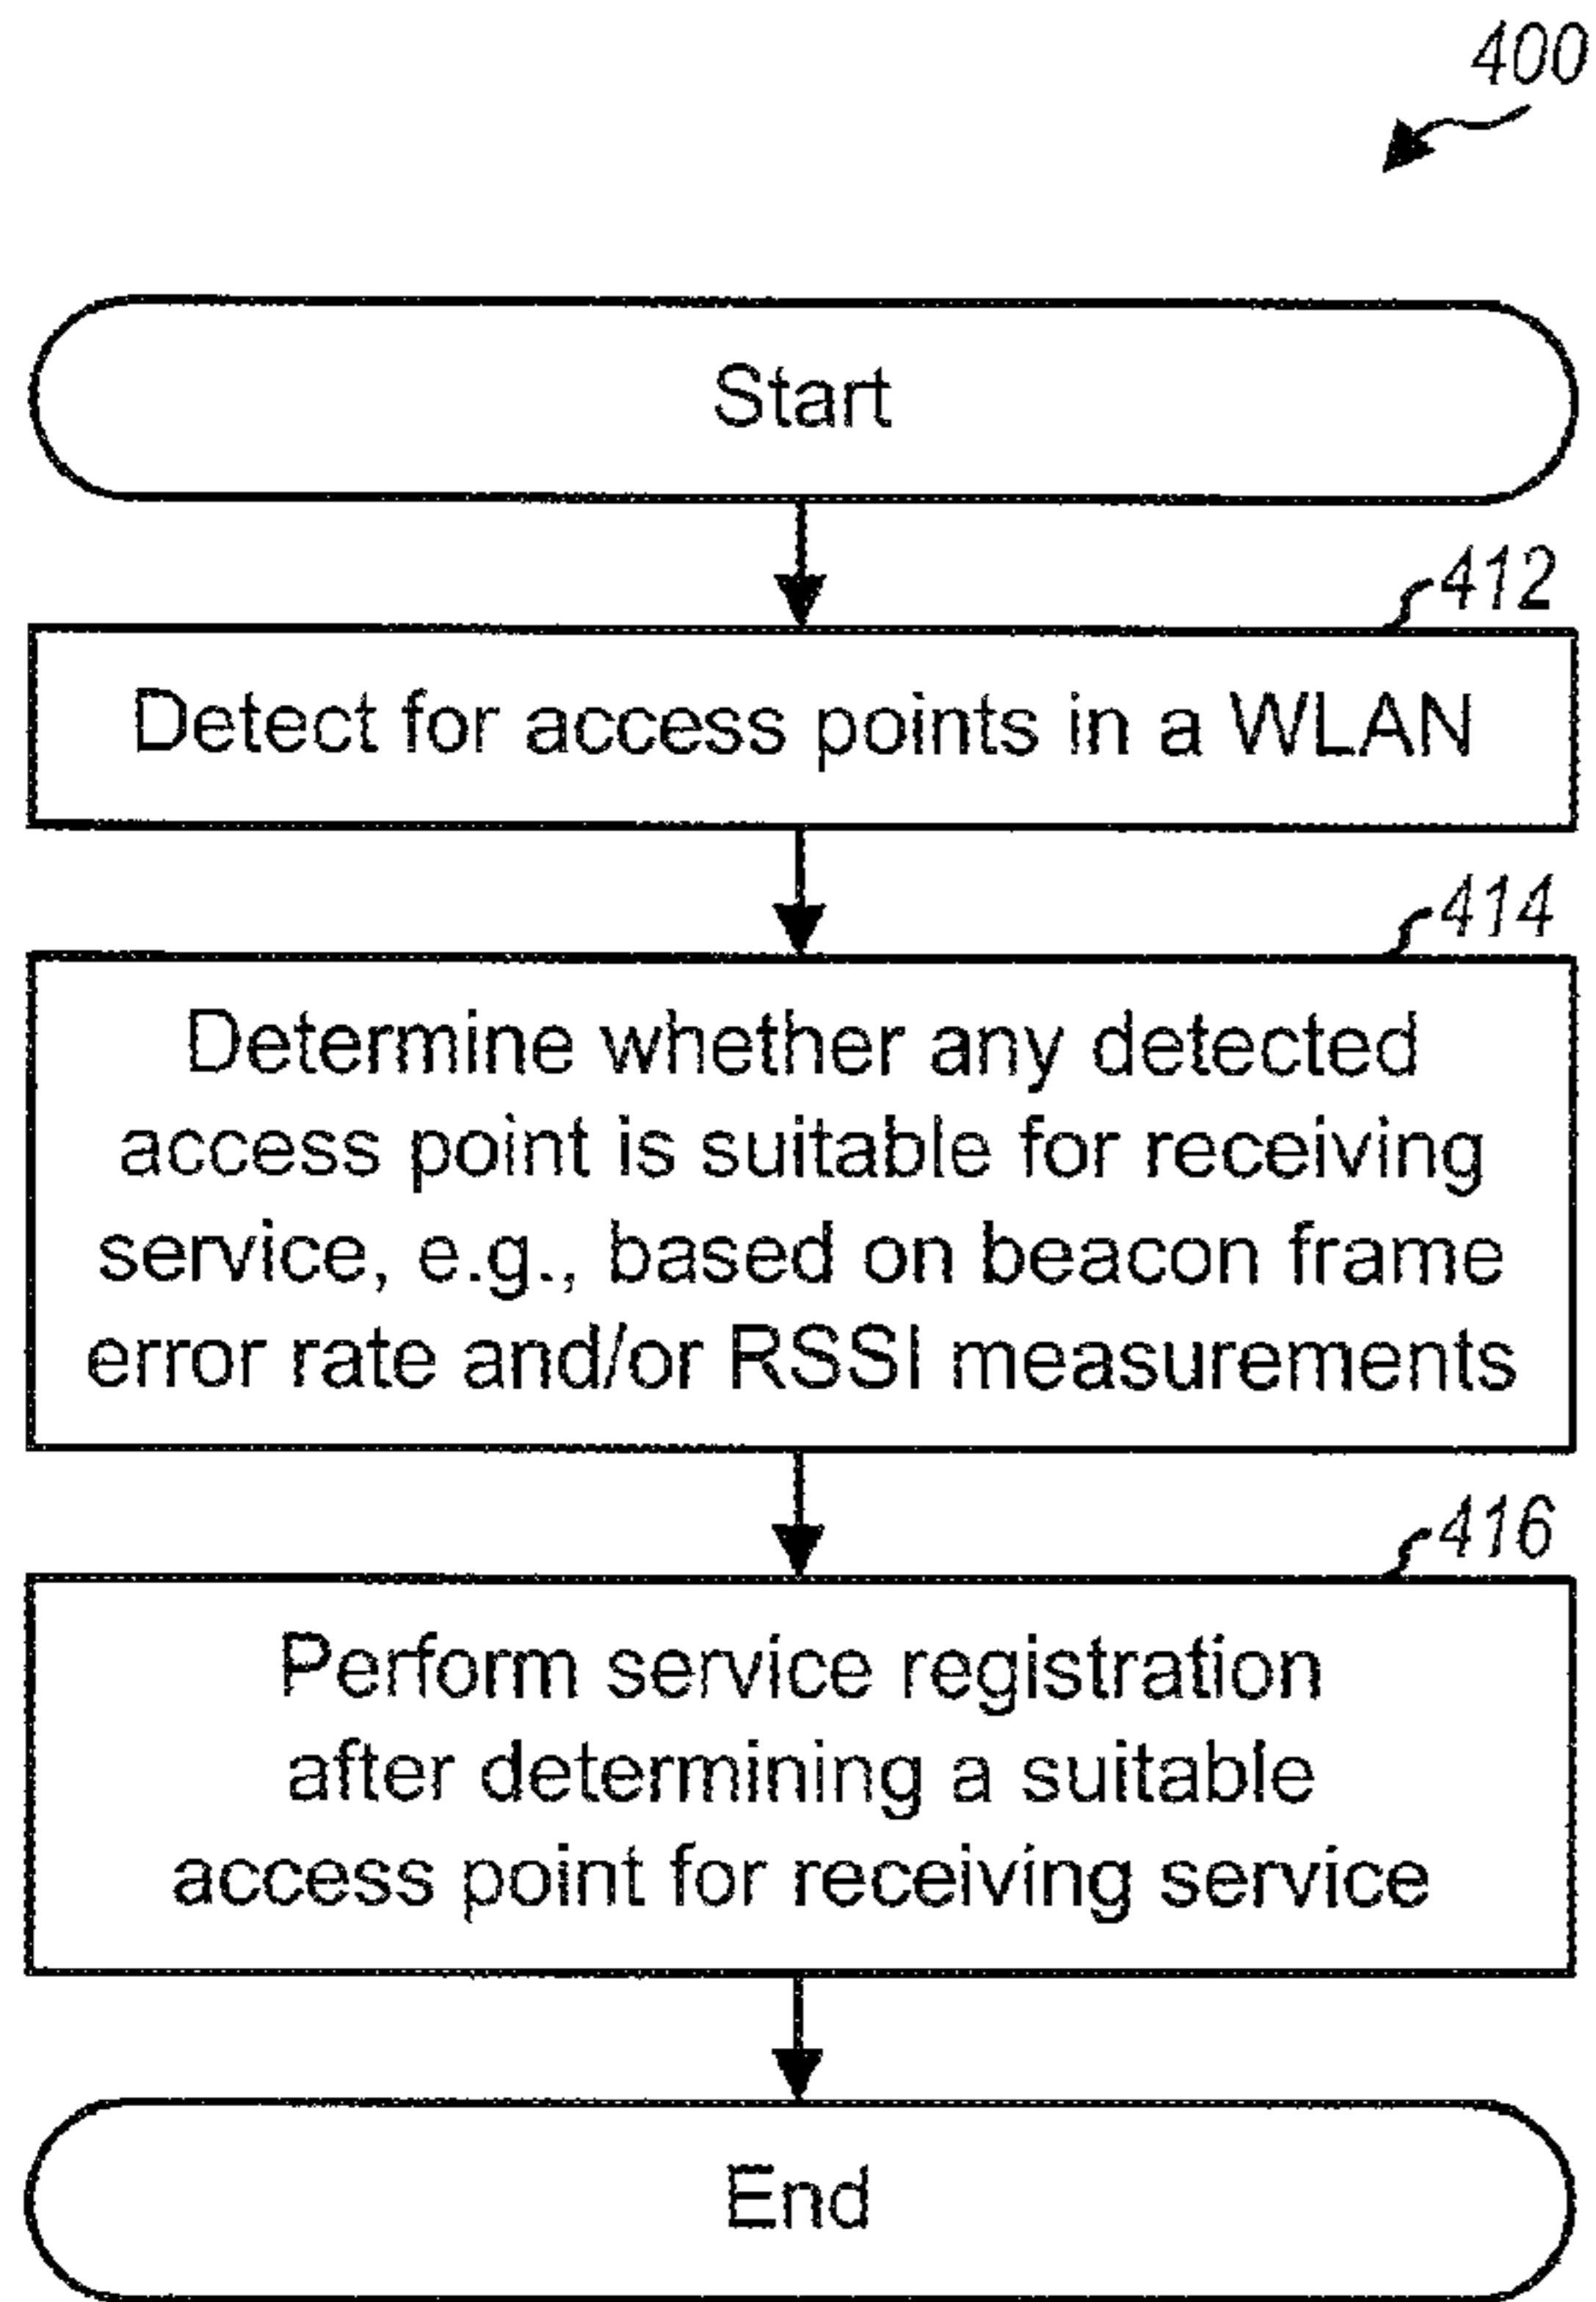 400
Start
412
Detect for access points in a WLAN
414
Determine whether any detected
access point is suitable for receiving
service, e.g., based on beacon frame
error rate and/or RSSI measurements
416
Perform service registration
after determining a suitable
access point for receiving service
End